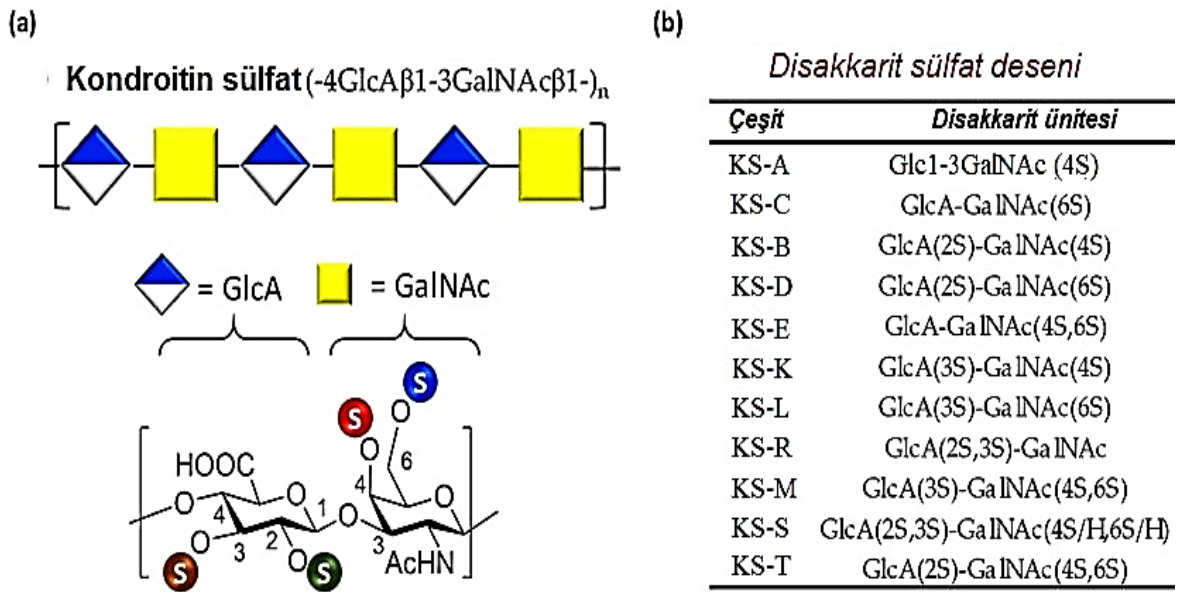 (a)
Kondroitin sülfat (-4GlcAβ1-3GalNAcβ1-)n
= GlcA
= GalNAc
S
S
HOOC
O
O
6
4
O
O
4
1
O
O
O
3
2
O
3
AcHN
S
S
(b)
Disakkarit sülfat deseni
Çeşit Disakkarit ünitesi
KS-A Glc1-3GalNAc (4S)
KS-C GlcA-GalNAc(6S)
KS-B GlcA(2S)-GalNAc(4S)
KS-D GlcA(2S)-GalNAc(6S)
KS-E GlcA-GalNAc(4S,6S)
KS-K GlcA(3S)-GalNAc(4S)
KS-L GlcA(3S)-GalNAc(6S)
KS-R GlcA(2S,3S)-GalNAc
KS-M GlcA(3S)-GalNAc(4S,6S)
KS-S GlcA(2S,3S)-GalNAc(4S/H,6S/H)
KS-T GlcA(2S)-GalNAc(4S,6S)